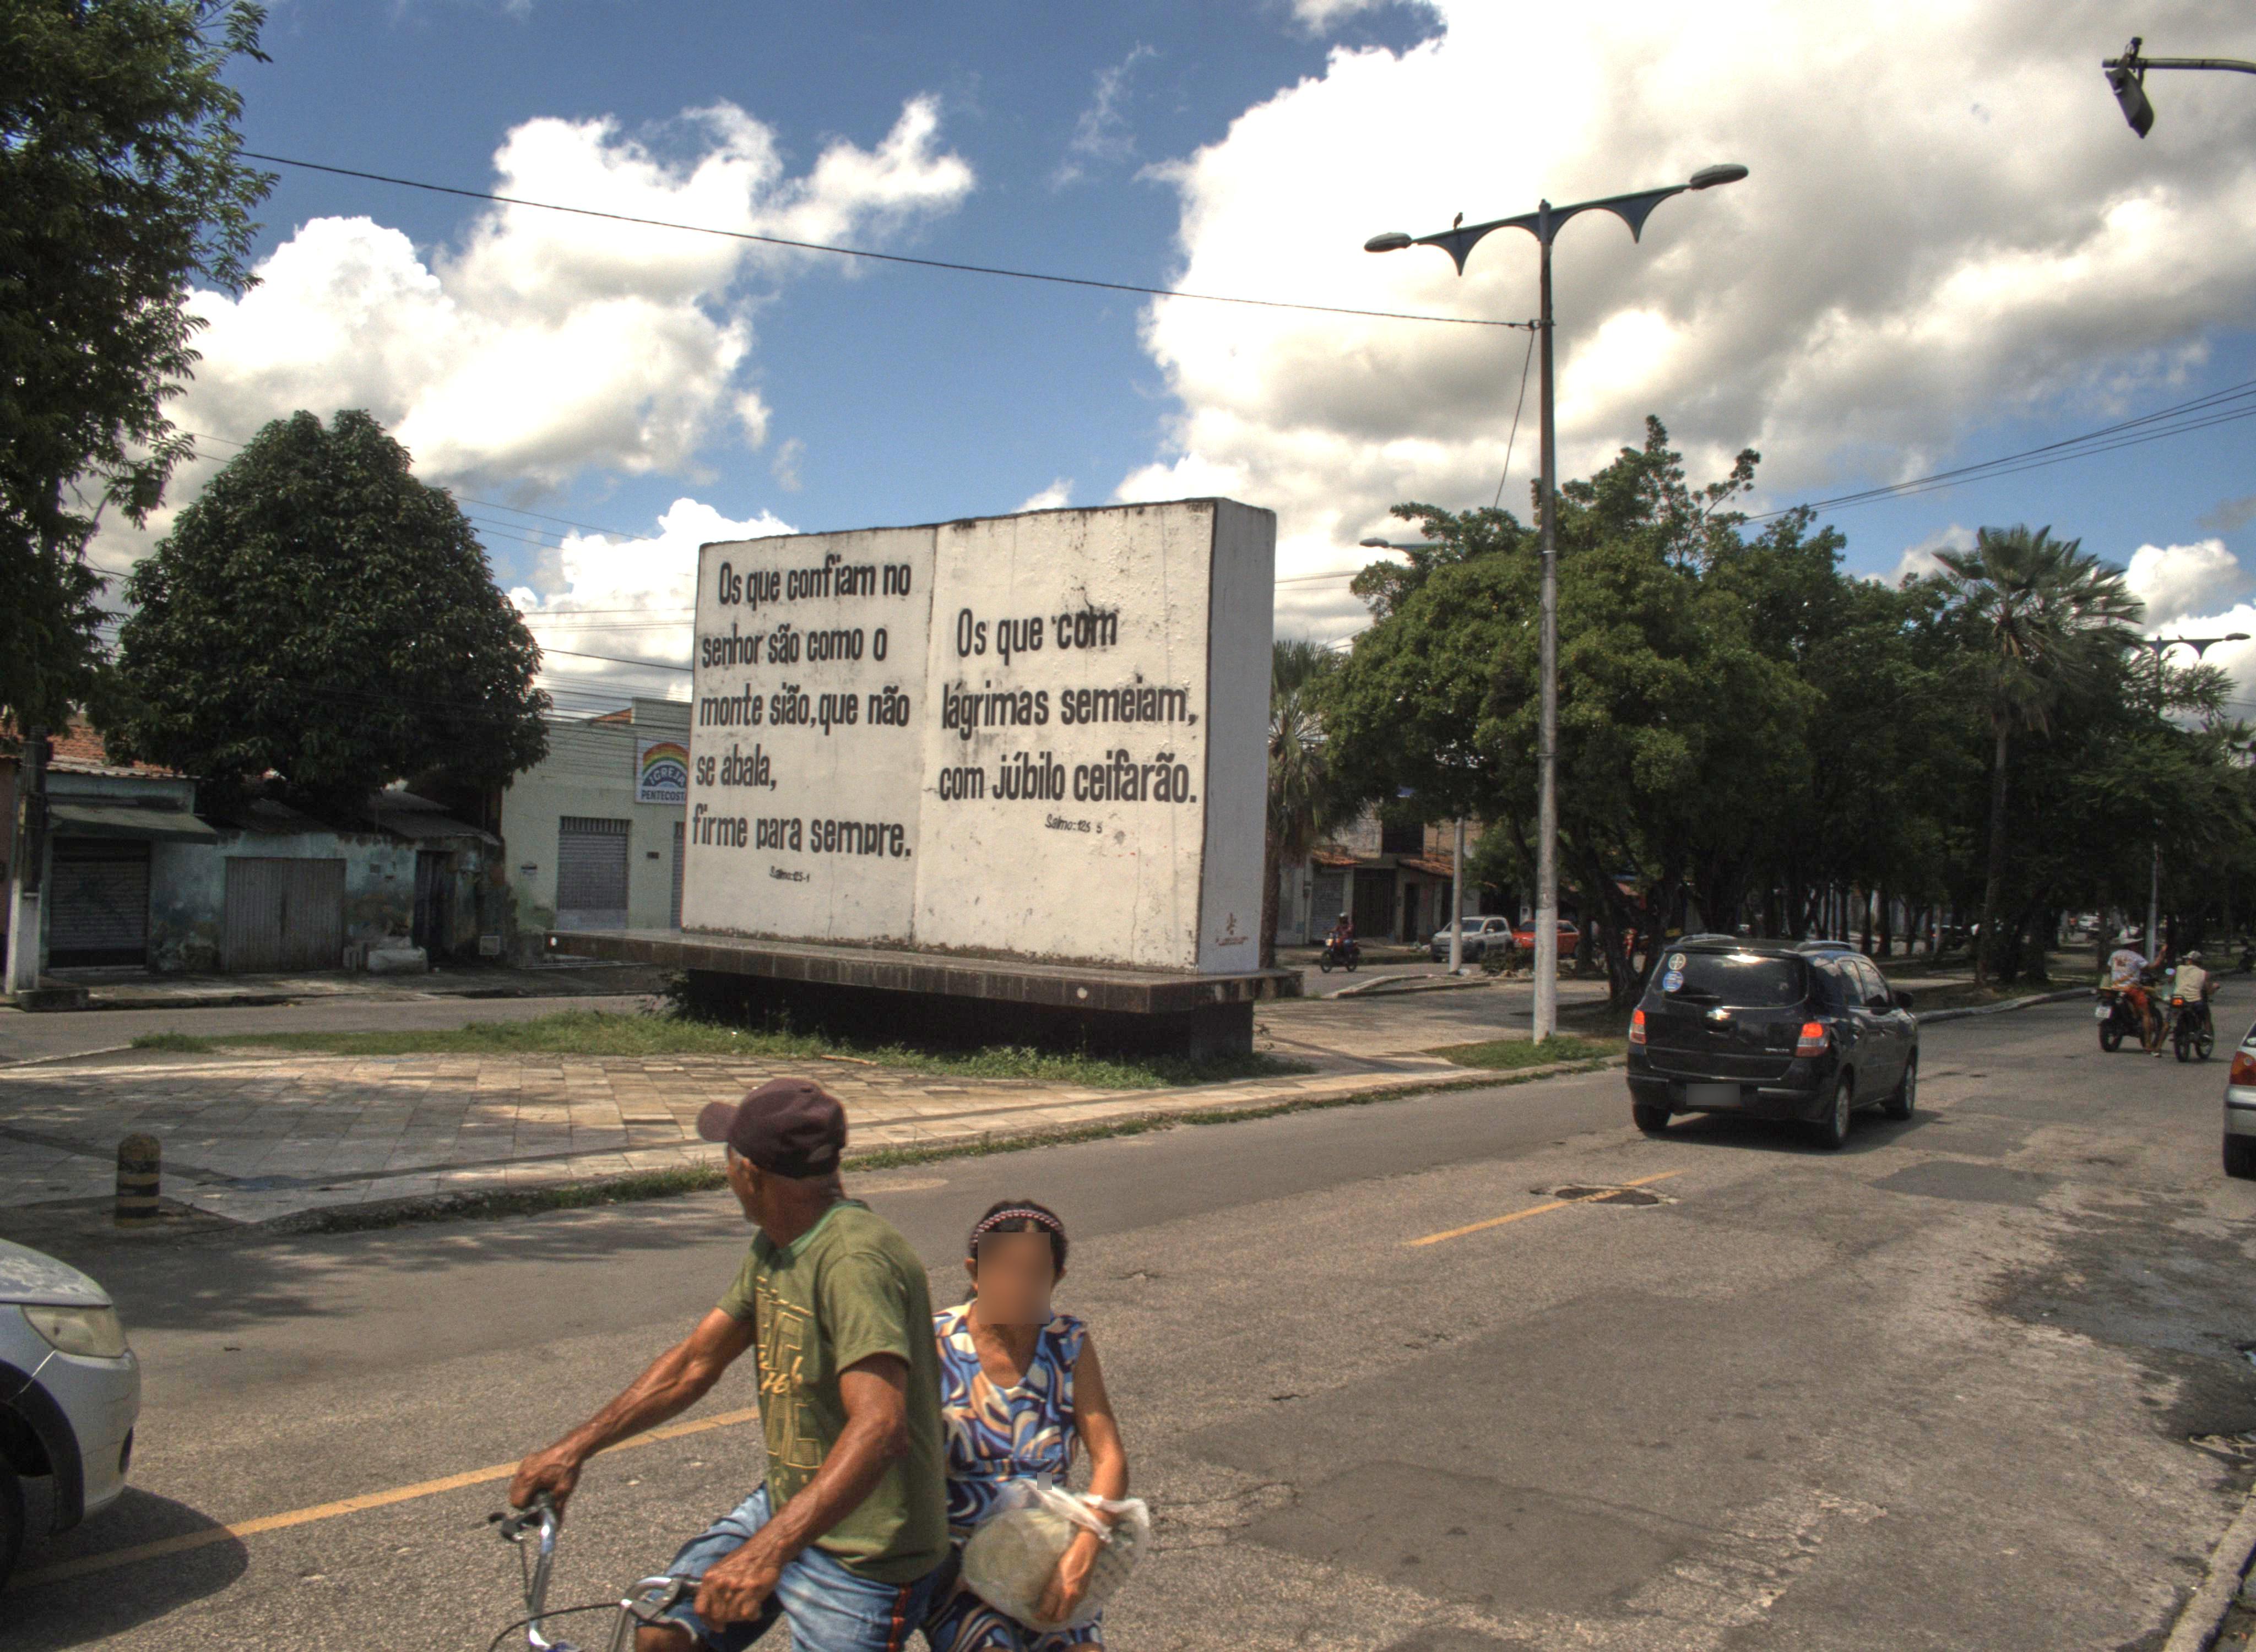 Os que confiam no
senhor são como o
monte sião, que não
se abala,
firme para sempre.
Salmo:125-1
Os que com
lágrimas semeiam,
com júbilo ceifarão.
Salmo:126 5
IGREJA
PENTECOST